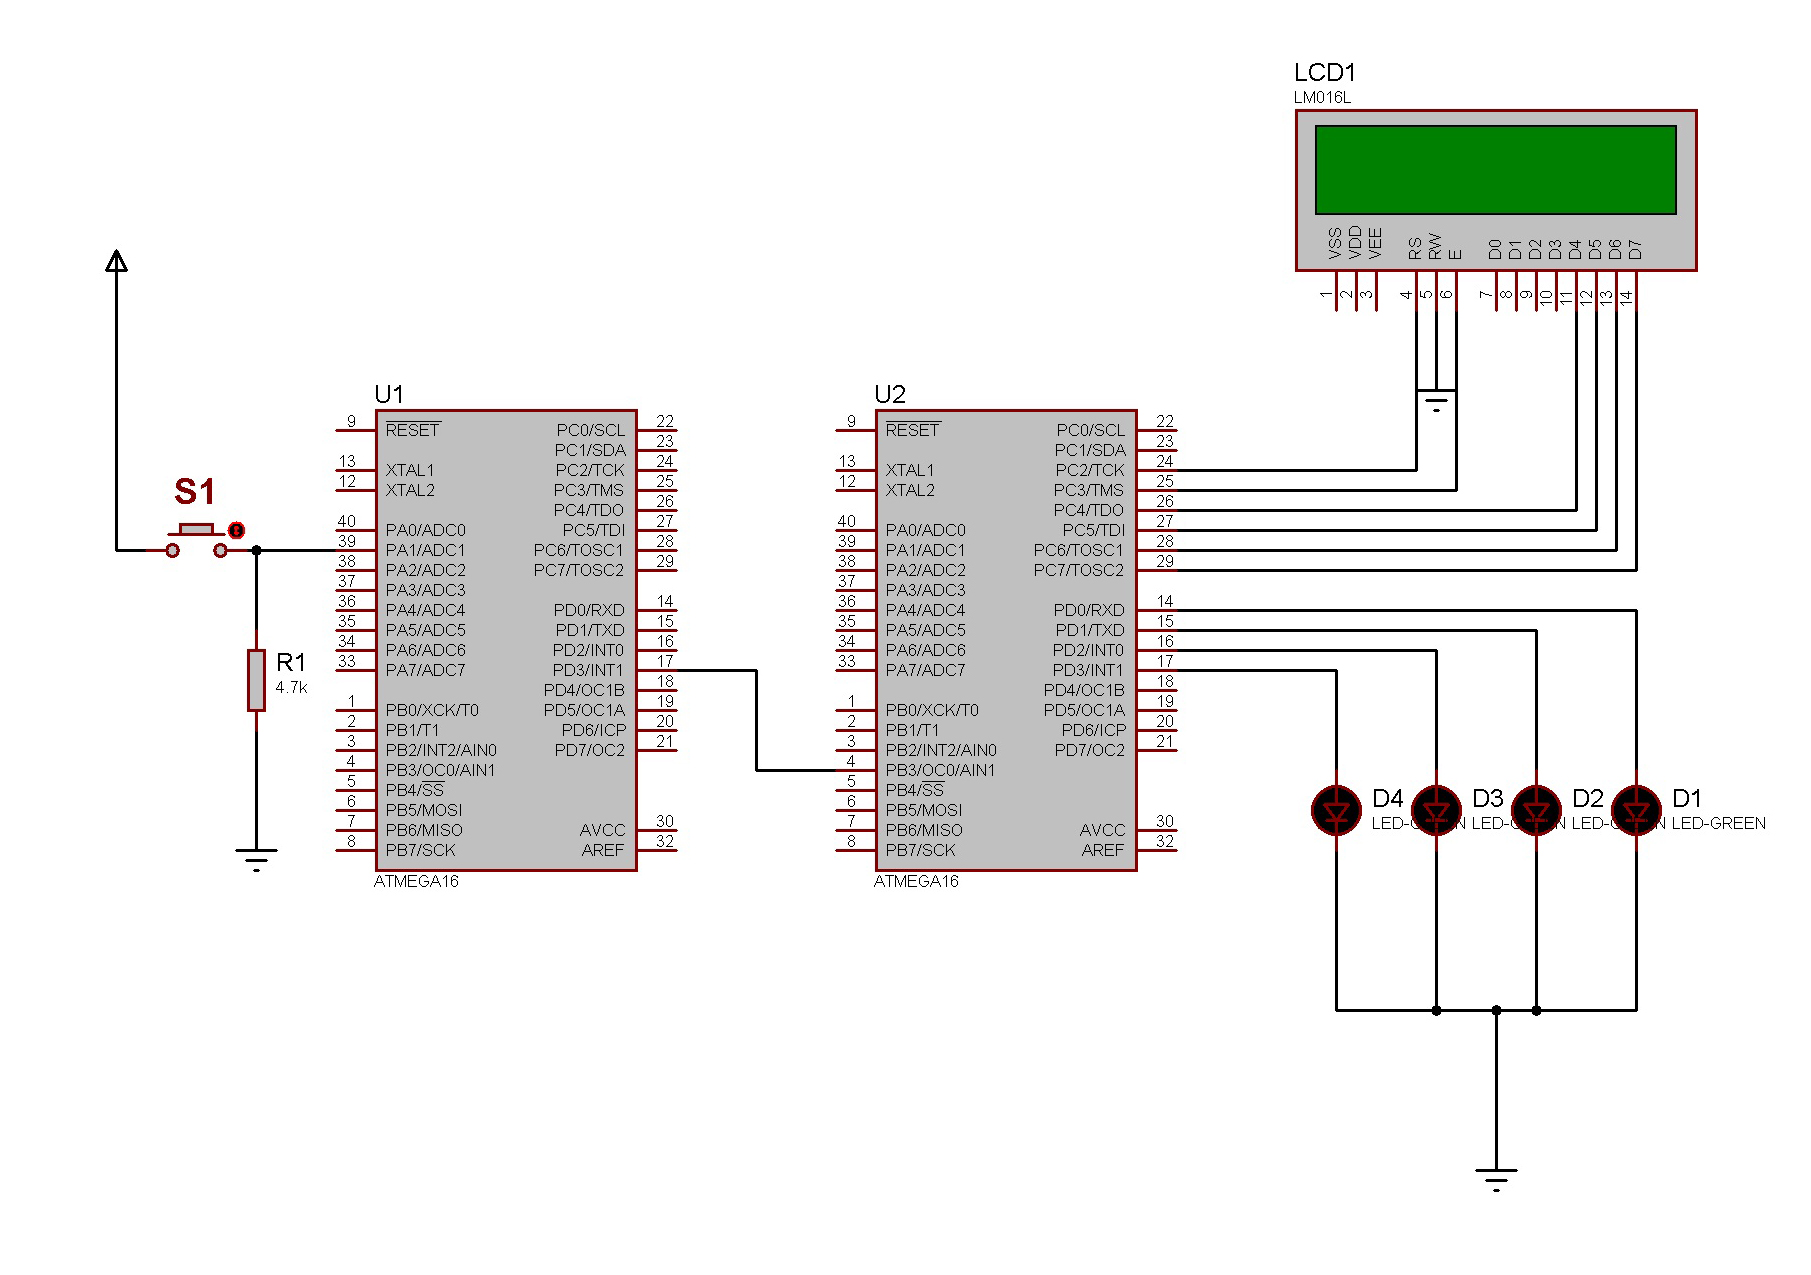 LCD1
LM016L
VSS VDD VEE RS RW E D0 D1 D2 D3 D4 D5 D6 D7
1 2 3 4 5 6 7 8 9 10 11 12 13 14
S1
R1
4.7k
U1
9 RESET PC0/SCL 22
PC1/SDA 23
13 XTAL1 PC2/TCK 24
12 XTAL2 PC3/TMS 25
PC4/TDO 26
40 PA0/ADC0 PC5/TDI 27
39 PA1/ADC1 PC6/TOSC1 28
38 PA2/ADC2 PC7/TOSC2 29
37 PA3/ADC3
36 PA4/ADC4 PD0/RXD 14
35 PA5/ADC5 PD1/TXD 15
34 PA6/ADC6 PD2/INT0 16
33 PA7/ADC7 PD3/INT1 17
PD4/OC1B 18
1 PB0/XCK/T0 PD5/OC1A 19
2 PB1/T1 PD6/ICP 20
3 PB2/INT2/AIN0 PD7/OC2 21
4 PB3/OC0/AIN1
5 PB4/SS
6 PB5/MOSI
7 PB6/MISO AVCC 30
8 PB7/SCK AREF 32
ATMEGA16
U2
9 RESET PC0/SCL 22
PC1/SDA 23
13 XTAL1 PC2/TCK 24
12 XTAL2 PC3/TMS 25
PC4/TDO 26
40 PA0/ADC0 PC5/TDI 27
39 PA1/ADC1 PC6/TOSC1 28
38 PA2/ADC2 PC7/TOSC2 29
37 PA3/ADC3
36 PA4/ADC4 PD0/RXD 14
35 PA5/ADC5 PD1/TXD 15
34 PA6/ADC6 PD2/INT0 16
33 PA7/ADC7 PD3/INT1 17
PD4/OC1B 18
1 PB0/XCK/T0 PD5/OC1A 19
2 PB1/T1 PD6/ICP 20
3 PB2/INT2/AIN0 PD7/OC2 21
4 PB3/OC0/AIN1
5 PB4/SS
6 PB5/MOSI
7 PB6/MISO AVCC 30
8 PB7/SCK AREF 32
ATMEGA16
D4 D3 D2 D1
LED-GREEN